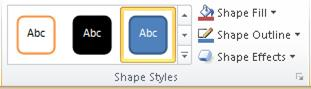 Abc Abc Abc
Shape Fill
Shape Outline
Shape Effects
Shape Styles